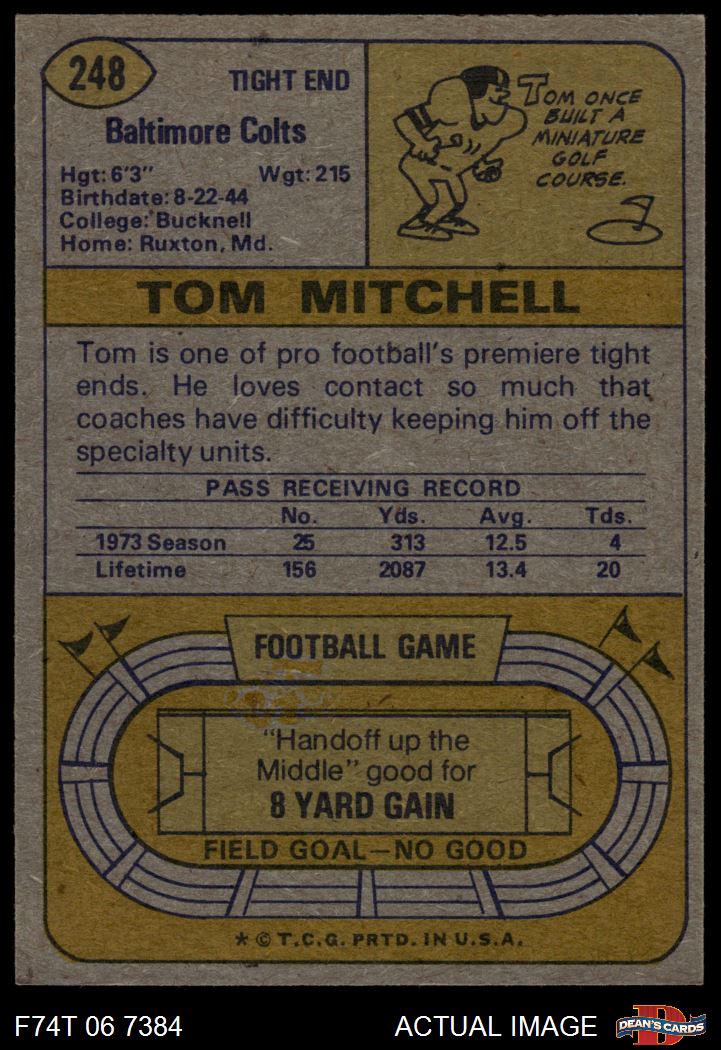 248
TIGHT END
Baltimore Colts
Hgt: 6'3" Wgt: 215
Birthdate: 8-22-44
College: Bucknell
Home: Ruxton, Md.
TOM ONCE
BUILT A
MINIATURE
GOLF
COURSE.
TOM MITCHELL
Tom is one of pro football's premiere tight
ends. He loves contact so much that
coaches have difficulty keeping him off the
specialty units.
PASS RECEIVING RECORD
No. Yds. Avg. Tds.
1973 Season 25 313 12.5 4
Lifetime 156 2087 13.4 20
FOOTBALL GAME
"Handoff up the
Middle" good for
8 YARD GAIN
FIELD GOAL—NO GOOD
* © T.C.G. PRTD. IN U.S.A.
F74T 06 7384 ACTUAL IMAGE
D
DEAN'S CARDS